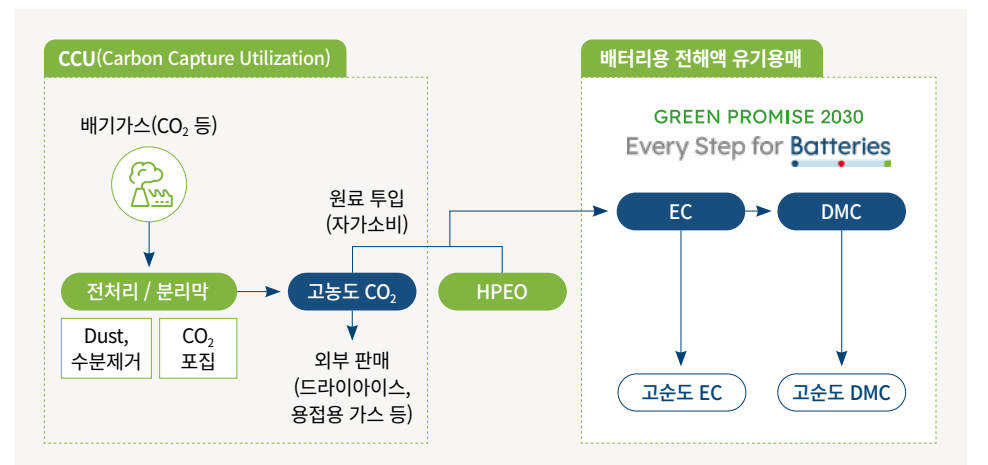 CCU(Carbon Capture Utilization)
배기가스(CO₂ 등)
전처리 / 분리막
Dust,
수분제거
CO₂
포집
원료 투입
(자가소비)
고농도 CO₂
외부 판매
(드라이아이스,
용접용 가스 등)
HPEO
배터리용 전해액 유기용매
GREEN PROMISE 2030
Every Step for Batteries
EC
DMC
고순도 EC
고순도 DMC